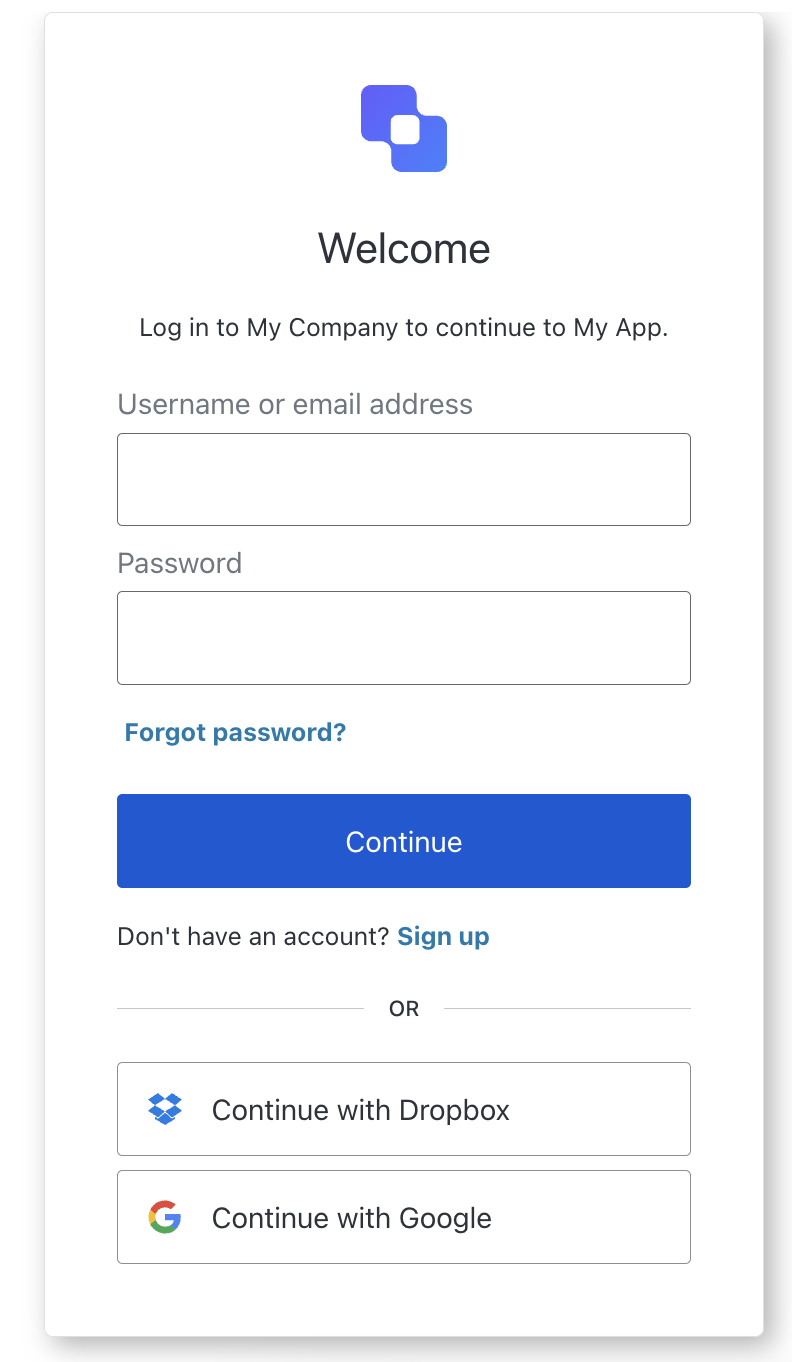 Welcome
Log in to My Company to continue to My App.
Username or email address
Password
Forgot password?
Continue
Don't have an account? Sign up
OR
Continue with Dropbox
Continue with Google